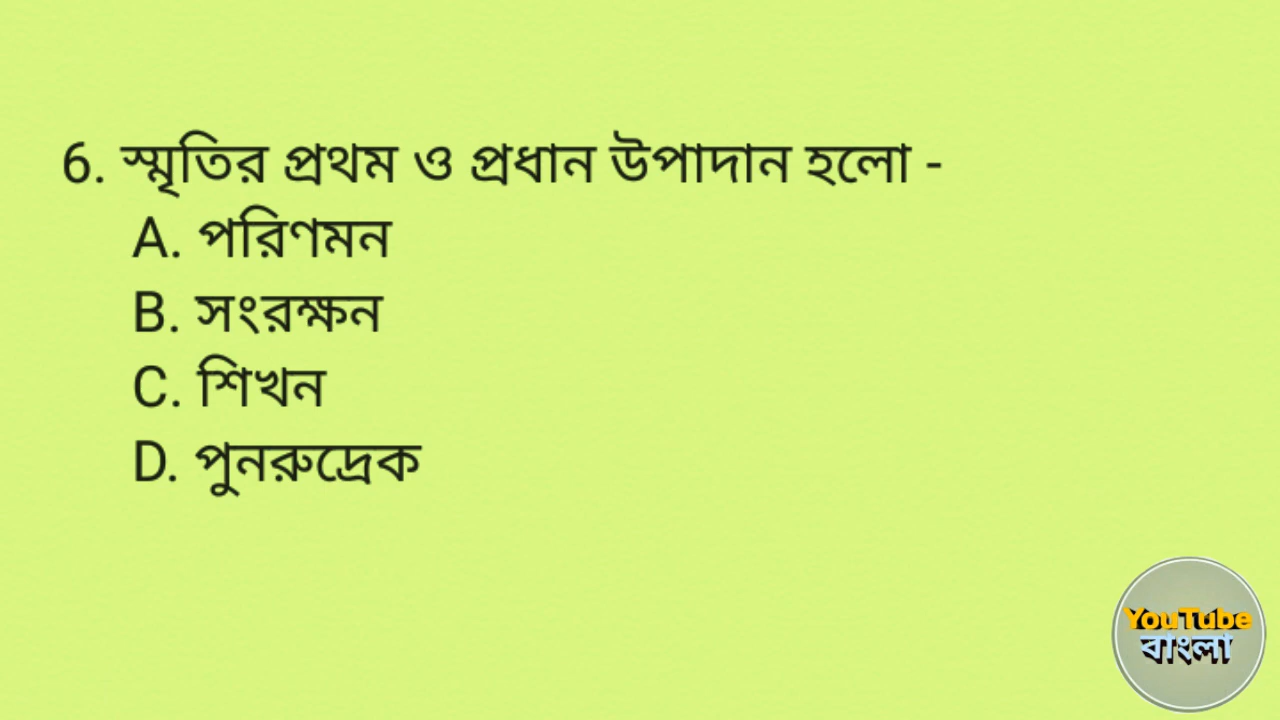 6. স্মৃতির প্রথম ও প্রধান উপাদান হলো -
A. পরিণমন
B. সংরক্ষন
C. শিখন
D. পুনরুদ্রেক
YouTube
বাংলা